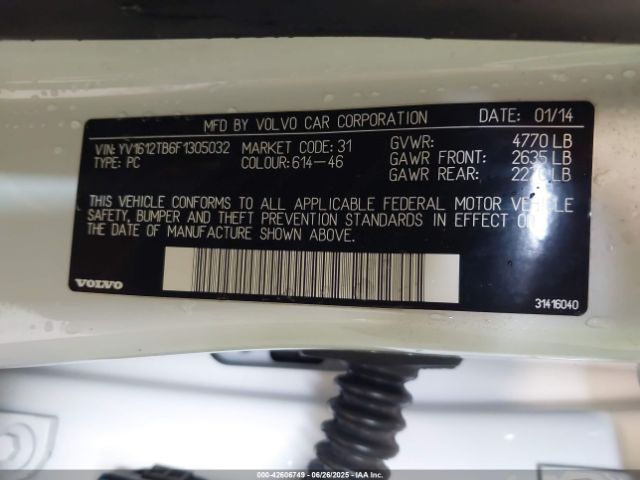 MFD BY VOLVO CAR CORPORATION DATE: 01/14
VIN: YV1612TB6F1305032 MARKET CODE: 31 GVWR: 4770 LB
TYPE: PC COLOUR: 614-46 GAWR FRONT: 2635 LB
GAWR REAR: 2270 LB
THIS VEHICLE CONFORMS TO ALL APPLICABLE FEDERAL MOTOR VEHICLE
SAFETY, BUMPER AND THEFT PREVENTION STANDARDS IN EFFECT ON
THE DATE OF MANUFACTURE SHOWN ABOVE.
VOLVO 31416040
000-42606749 06/26/2025 IAA Inc.